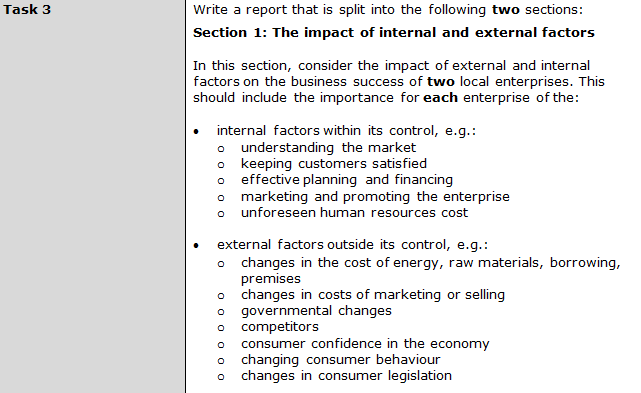 Task 3
Write a report that is split into the following two sections:
Section 1: The impact of internal and external factors
In this section, consider the impact of external and internal
factors on the business success of two local enterprises. This
should include the importance for each enterprise of the:
• internal factors within its control, e.g.:
o understanding the market
o keeping customers satisfied
o effective planning and financing
o marketing and promoting the enterprise
o unforeseen human resources cost
• external factors outside its control, e.g.:
o changes in the cost of energy, raw materials, borrowing,
premises
o changes in costs of marketing or selling
o governmental changes
o competitors
o consumer confidence in the economy
o changing consumer behaviour
o changes in consumer legislation